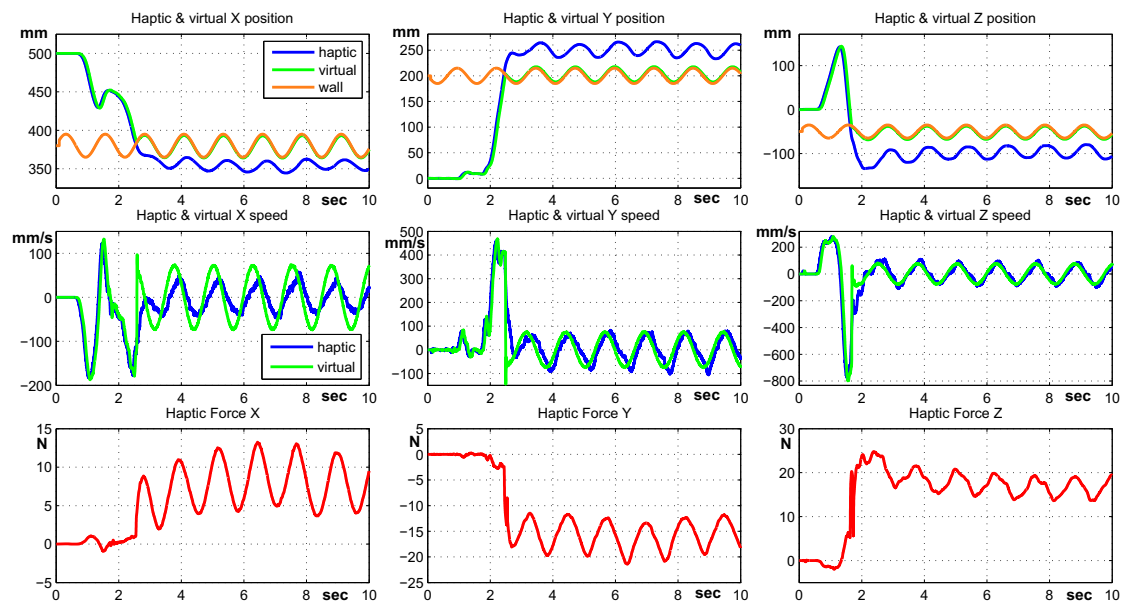 Haptic & virtual X position
Haptic & virtual Y position
Haptic & virtual Z position
mm
500
450
400
350
haptic
virtual
wall
0 2 4 6 8 sec 10
mm
250
200
150
100
50
0
0 2 4 6 8 sec 10
mm
100
0
−100
0 2 4 6 8 sec 10
Haptic & virtual X speed
Haptic & virtual Y speed
Haptic & virtual Z speed
mm/s
100
0
−100
−200
haptic
virtual
0 2 4 6 8 sec 10
500
mm/s
400
300
200
100
0
−100
0 2 4 6 8 sec 10
mm/s
200
0
−200
−400
−600
−800
0 2 4 6 8 sec 10
Haptic Force X
Haptic Force Y
Haptic Force Z
15
N
10
5
0
−5
0 2 4 6 8 sec 10
5
N
0
−5
−10
−15
−20
−25
0 2 4 6 8 sec 10
30
N
20
10
0
0 2 4 6 8 sec 10